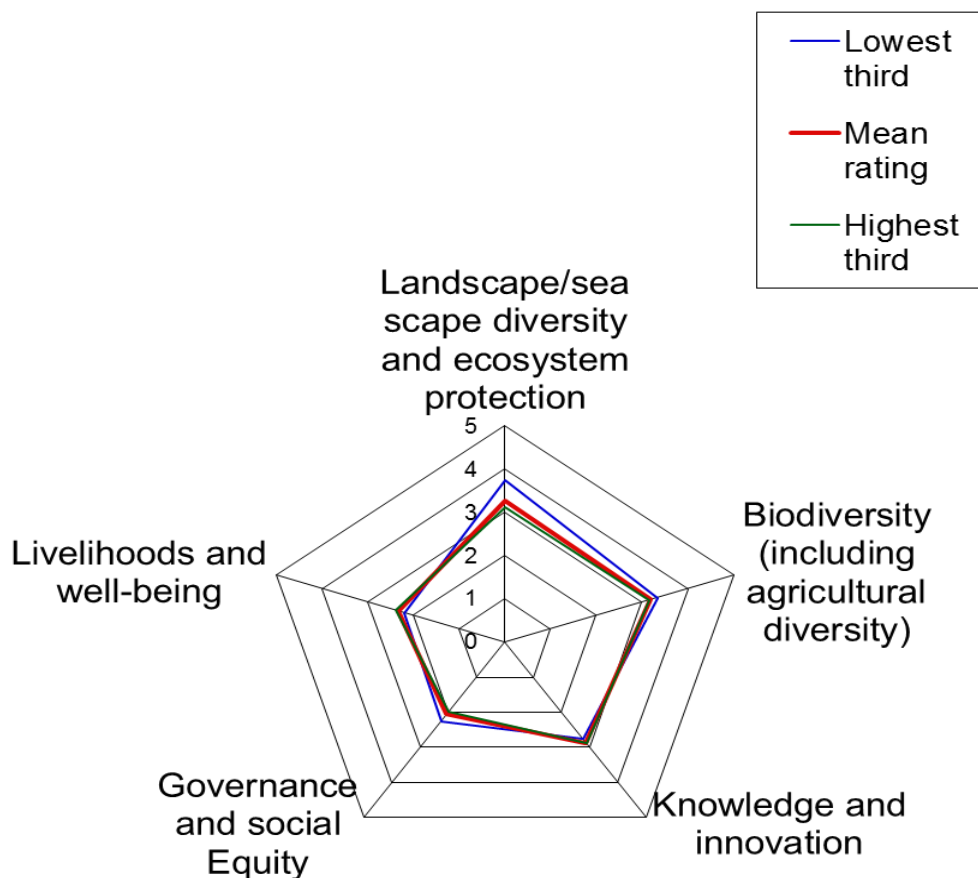 Lowest
third
Mean
rating
Highest
third
Landscape/sea
scape diversity
and ecosystem
protection
5
4
3
2
1
0
Biodiversity
(including
agricultural
diversity)
Livelihoods and
well-being
Governance
and social
Equity
Knowledge and
innovation